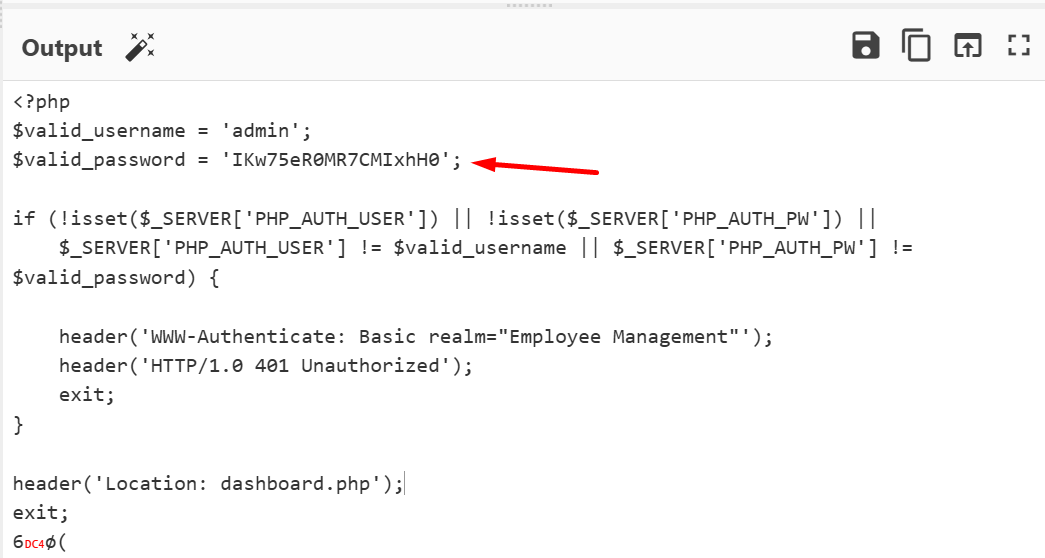 Output
<?php
$valid_username = 'admin';
$valid_password = 'IKw75eR0MR7CMIxhH0';

if (!isset($_SERVER['PHP_AUTH_USER']) || !isset($_SERVER['PHP_AUTH_PW']) ||
    $_SERVER['PHP_AUTH_USER'] != $valid_username || $_SERVER['PHP_AUTH_PW'] !=
$valid_password) {

    header('WWW-Authenticate: Basic realm="Employee Management"');
    header('HTTP/1.0 401 Unauthorized');
    exit;
}

header('Location: dashboard.php');
exit;
6DC4ø(